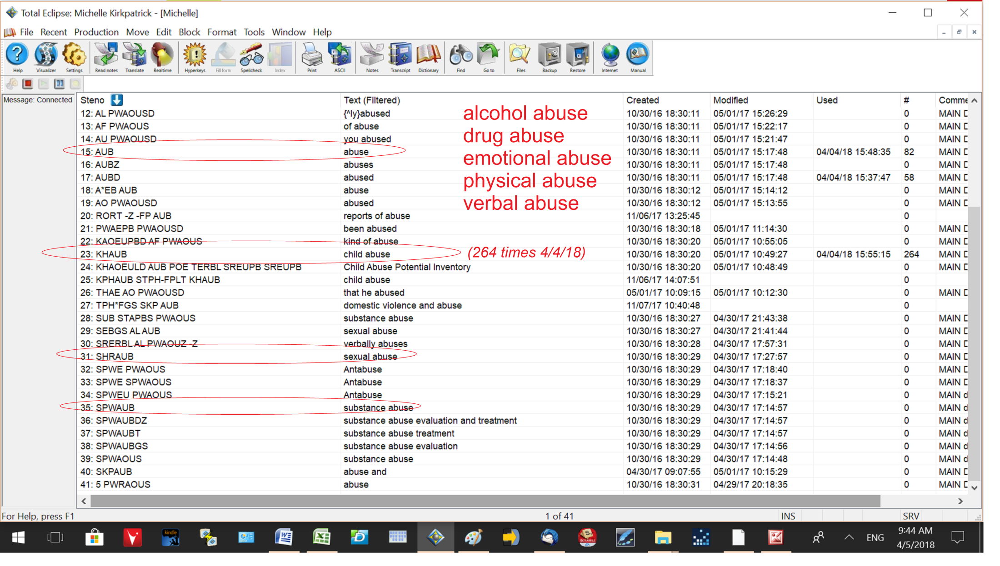 Total Eclipse: Michelle Kirkpatrick - [Michelle]
File Recent Production Move Edit Block Format Tools Window Help
Help Visualizer Settings Read notes Translate Realtime Hyperkeys Fill form Spellcheck Index Print ASCII Notes Transcript Dictionary Find Go to Files Backup Restore Internet Manual
Message: Connected
Steno Text (Filtered) Created Modified Used # Comme
12: AL PWAOUSD {^ly}abused 10/30/16 18:30:11 05/01/17 15:26:29 0 MAIN D
13: AF PWAOUS of abuse 10/30/16 18:30:11 05/01/17 15:22:17 0 MAIN D
14: AU PWAOUSD you abused 10/30/16 18:30:11 05/01/17 15:21:47 0 MAIN D
15: AUB abuse 10/30/16 18:30:11 05/01/17 15:17:48 04/04/18 15:48:35 82 MAIN D
16: AUBZ abuses 10/30/16 18:30:11 05/01/17 15:17:48 0 MAIN D
17: AUBD abused 10/30/16 18:30:11 05/01/17 15:17:48 04/04/18 15:37:47 58 MAIN D
18: A*EB AUB abuse 10/30/16 18:30:12 05/01/17 15:14:12 0 MAIN D
19: AO PWAOUSD abused 10/30/16 18:30:12 05/01/17 15:13:55 0 MAIN D
20: RORT -Z -FP AUB reports of abuse 11/06/17 13:25:45 0
21: PWAEPB PWAOUSD been abused 10/30/16 18:30:18 05/01/17 11:14:30 0 MAIN D
22: KAOEUPBD AF PWAOUS kind of abuse 10/30/16 18:30:20 05/01/17 10:55:05 0 MAIN D
23: KHAUB child abuse 10/30/16 18:30:20 05/01/17 10:49:27 04/04/18 15:55:15 264 MAIN D
24: KHAOEULD AUB POE TERBL SREUPB SREUPB Child Abuse Potential Inventory 10/30/16 18:30:20 05/01/17 10:48:49 0 MAIN D
25: KPHAUB STPH-FPLT KHAUB child abuse 11/06/17 14:07:51 0
26: THAE AO PWAOUSD that he abused 05/01/17 10:09:15 05/01/17 10:12:30 0 MAIN D
27: TPH*FGS SKP AUB domestic violence and abuse 11/07/17 10:40:48 0
28: SUB STAPBS PWAOUS substance abuse 10/30/16 18:30:27 04/30/17 21:43:38 0 MAIN D
29: SEBGS AL AUB sexual abuse 10/30/16 18:30:27 04/30/17 21:41:44 0 MAIN D
30: SRERBL AL PWAOUZ -Z verbally abuses 10/30/16 18:30:28 04/30/17 17:57:31 0 MAIN D
31: SHRAUB sexual abuse 10/30/16 18:30:29 04/30/17 17:27:57 0 MAIN D
32: SPWE PWAOUS Antabuse 10/30/16 18:30:29 04/30/17 17:18:40 0 MAIN D
33: SPWE SPWAOUS Antabuse 10/30/16 18:30:29 04/30/17 17:18:37 0 MAIN D
34: SPWEU PWAOUS Antabuse 10/30/16 18:30:29 04/30/17 17:15:21 0 MAIN d
35: SPWAUB substance abuse 10/30/16 18:30:29 04/30/17 17:14:57 0 MAIN d
36: SPWAUBDZ substance abuse evaluation and treatment 10/30/16 18:30:29 04/30/17 17:14:57 0 MAIN d
37: SPWAUBT substance abuse treatment 10/30/16 18:30:29 04/30/17 17:14:57 0 MAIN d
38: SPWAUBGS substance abuse evaluation 10/30/16 18:30:29 04/30/17 17:14:56 0 MAIN d
39: SPWAOUS substance abuse 10/30/16 18:30:29 04/30/17 17:14:48 0 MAIN d
40: SKPAUB abuse and 04/30/17 09:07:55 05/01/17 10:15:29 0 MAIN D
41: 5 PWRAOUS abuse 10/30/16 18:30:31 04/29/17 20:18:35 0 MAIN D
alcohol abuse
drug abuse
emotional abuse
physical abuse
verbal abuse
(264 times 4/4/18)
For Help, press F1 1 of 41 INS SRV
kindle
SCRABBLE
ENG
9:44 AM
4/5/2018